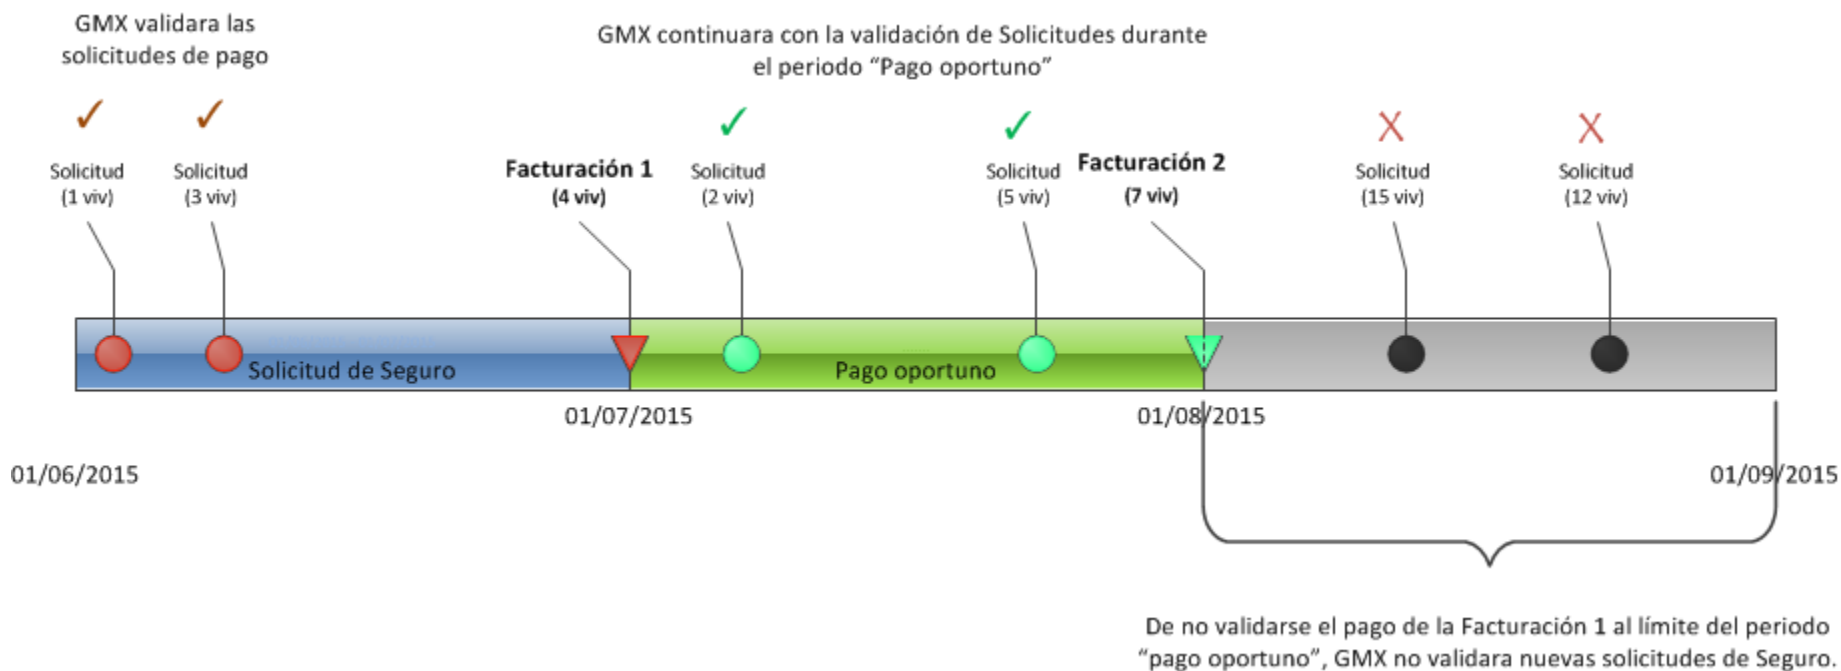 GMX validara las
solicitudes de pago
GMX continuara con la validación de Solicitudes durante
el periodo “Pago oportuno”
Solicitud
(1 viv)
Solicitud
(3 viv)
Facturación 1
(4 viv)
Solicitud
(2 viv)
Solicitud
(5 viv)
Facturación 2
(7 viv)
Solicitud
(15 viv)
Solicitud
(12 viv)
Solicitud de Seguro
Pago oportuno
01/07/2015
01/08/2015
01/06/2015
01/09/2015
De no validarse el pago de la Facturación 1 al límite del periodo
“pago oportuno”, GMX no validara nuevas solicitudes de Seguro.